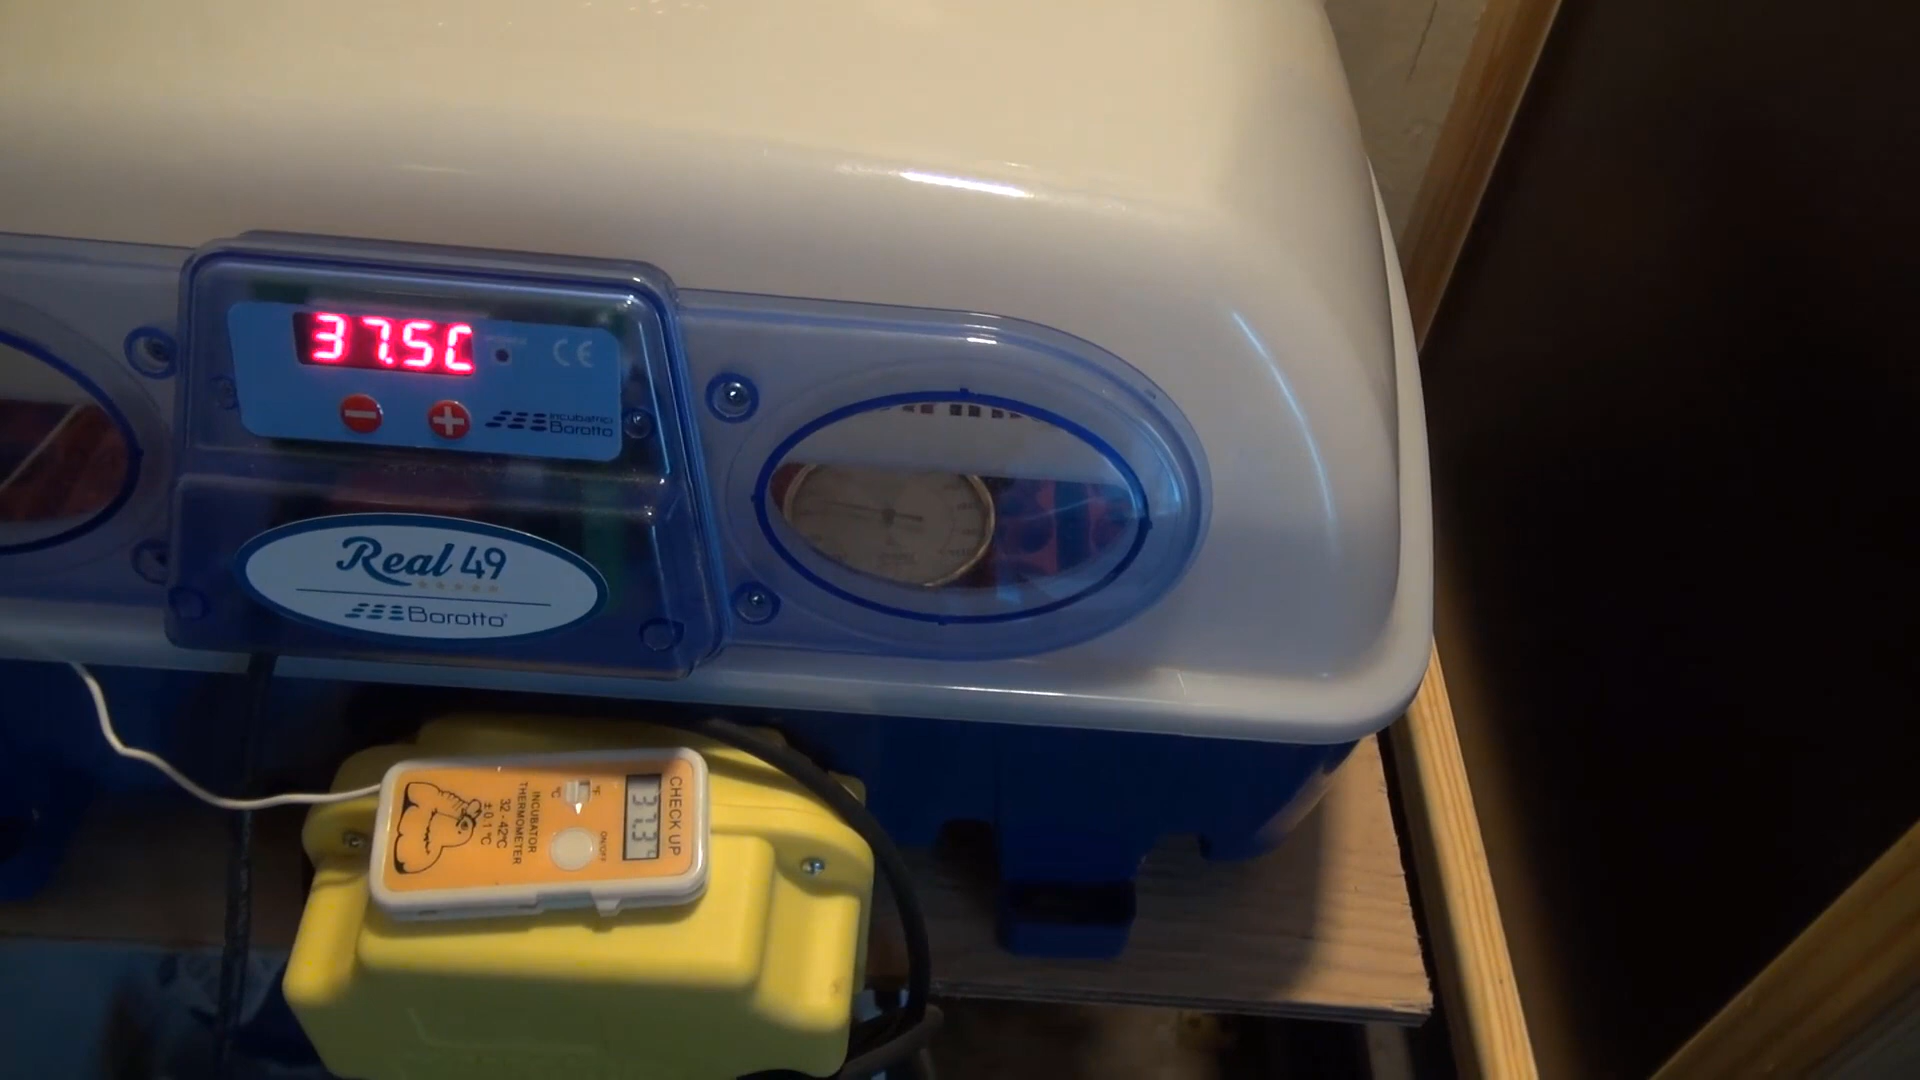 37.5C
CE
Incubatrici
Borotto
Real 49
Borotto
CHECK UP
37.3
°F
°C
ON/OFF
INCUBATOR
THERMOMETER
32 - 42°C
±0.1°C